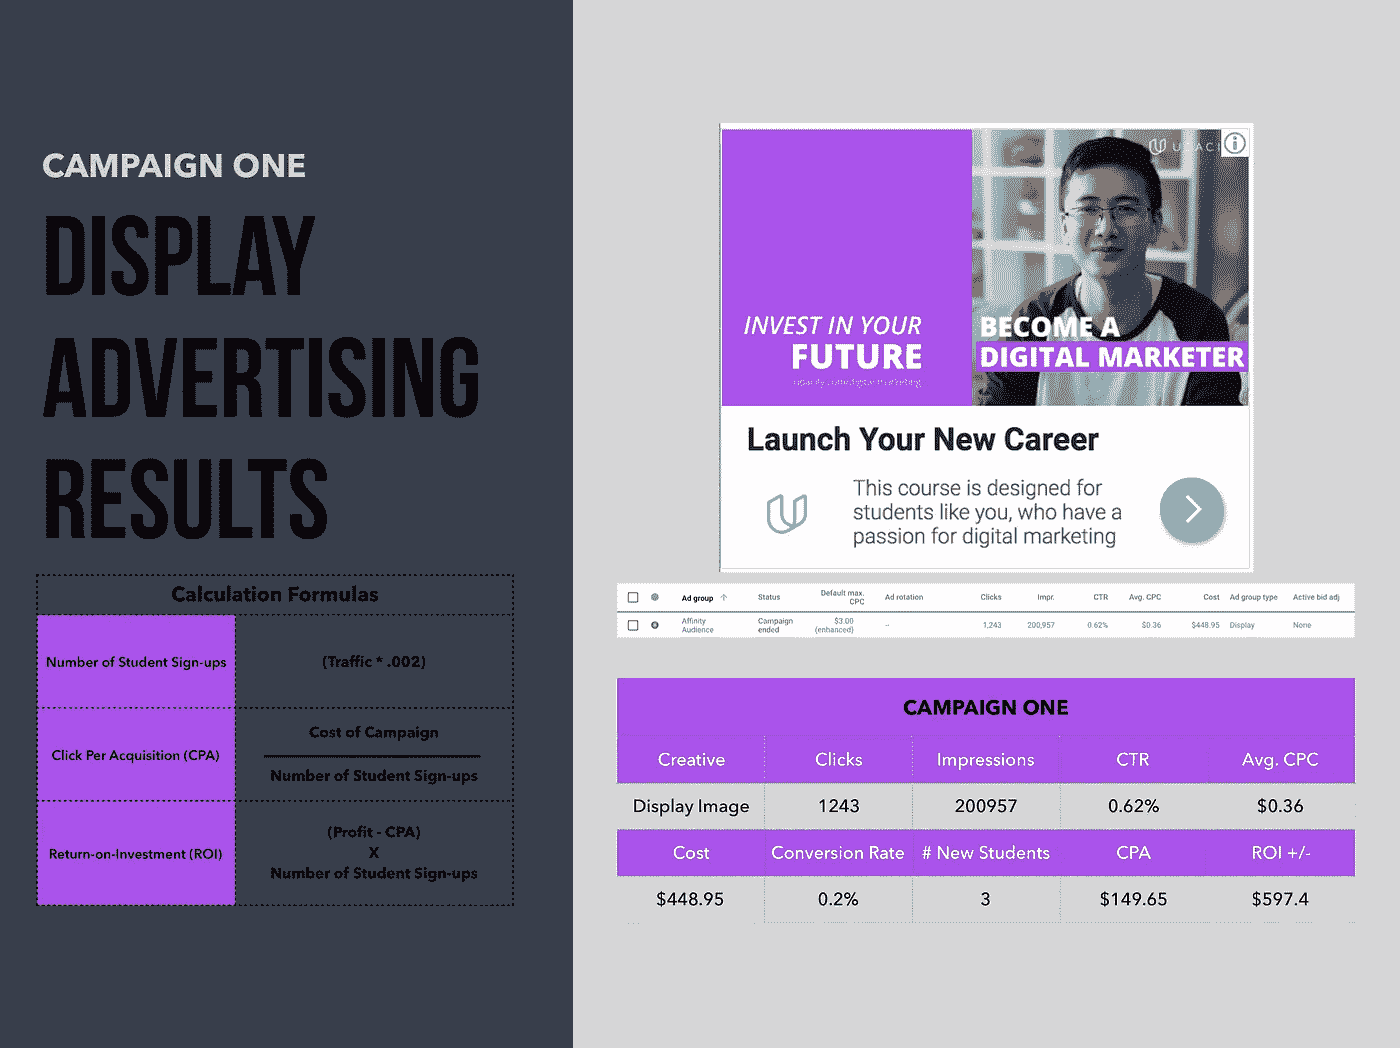 CAMPAIGN ONE
DISPLAY
ADVERTISING
RESULTS
Calculation Formulas
Number of Student Sign-ups
(Traffic * .002)
Click Per Acquisition (CPA)
Cost of Campaign
Number of Student Sign-ups
Return-on-Investment (ROI)
(Profit - CPA)
X
Number of Student Sign-ups
INVEST IN YOUR
FUTURE
BECOME A
DIGITAL MARKETER
Launch Your New Career
This course is designed for
students like you, who have a
passion for digital marketing
Ad group Status Default max. CPC Ad rotation Clicks Impr. CTR Avg. CPC Cost Ad group type Active bid adj
Affinity Audience Campaign ended $3.00 (enhanced) -- 1,243 200,957 0.62% $0.36 $448.95 Display None
CAMPAIGN ONE
Creative Clicks Impressions CTR Avg. CPC
Display Image 1243 200957 0.62% $0.36
Cost Conversion Rate # New Students CPA ROI +/-
$448.95 0.2% 3 $149.65 $597.4